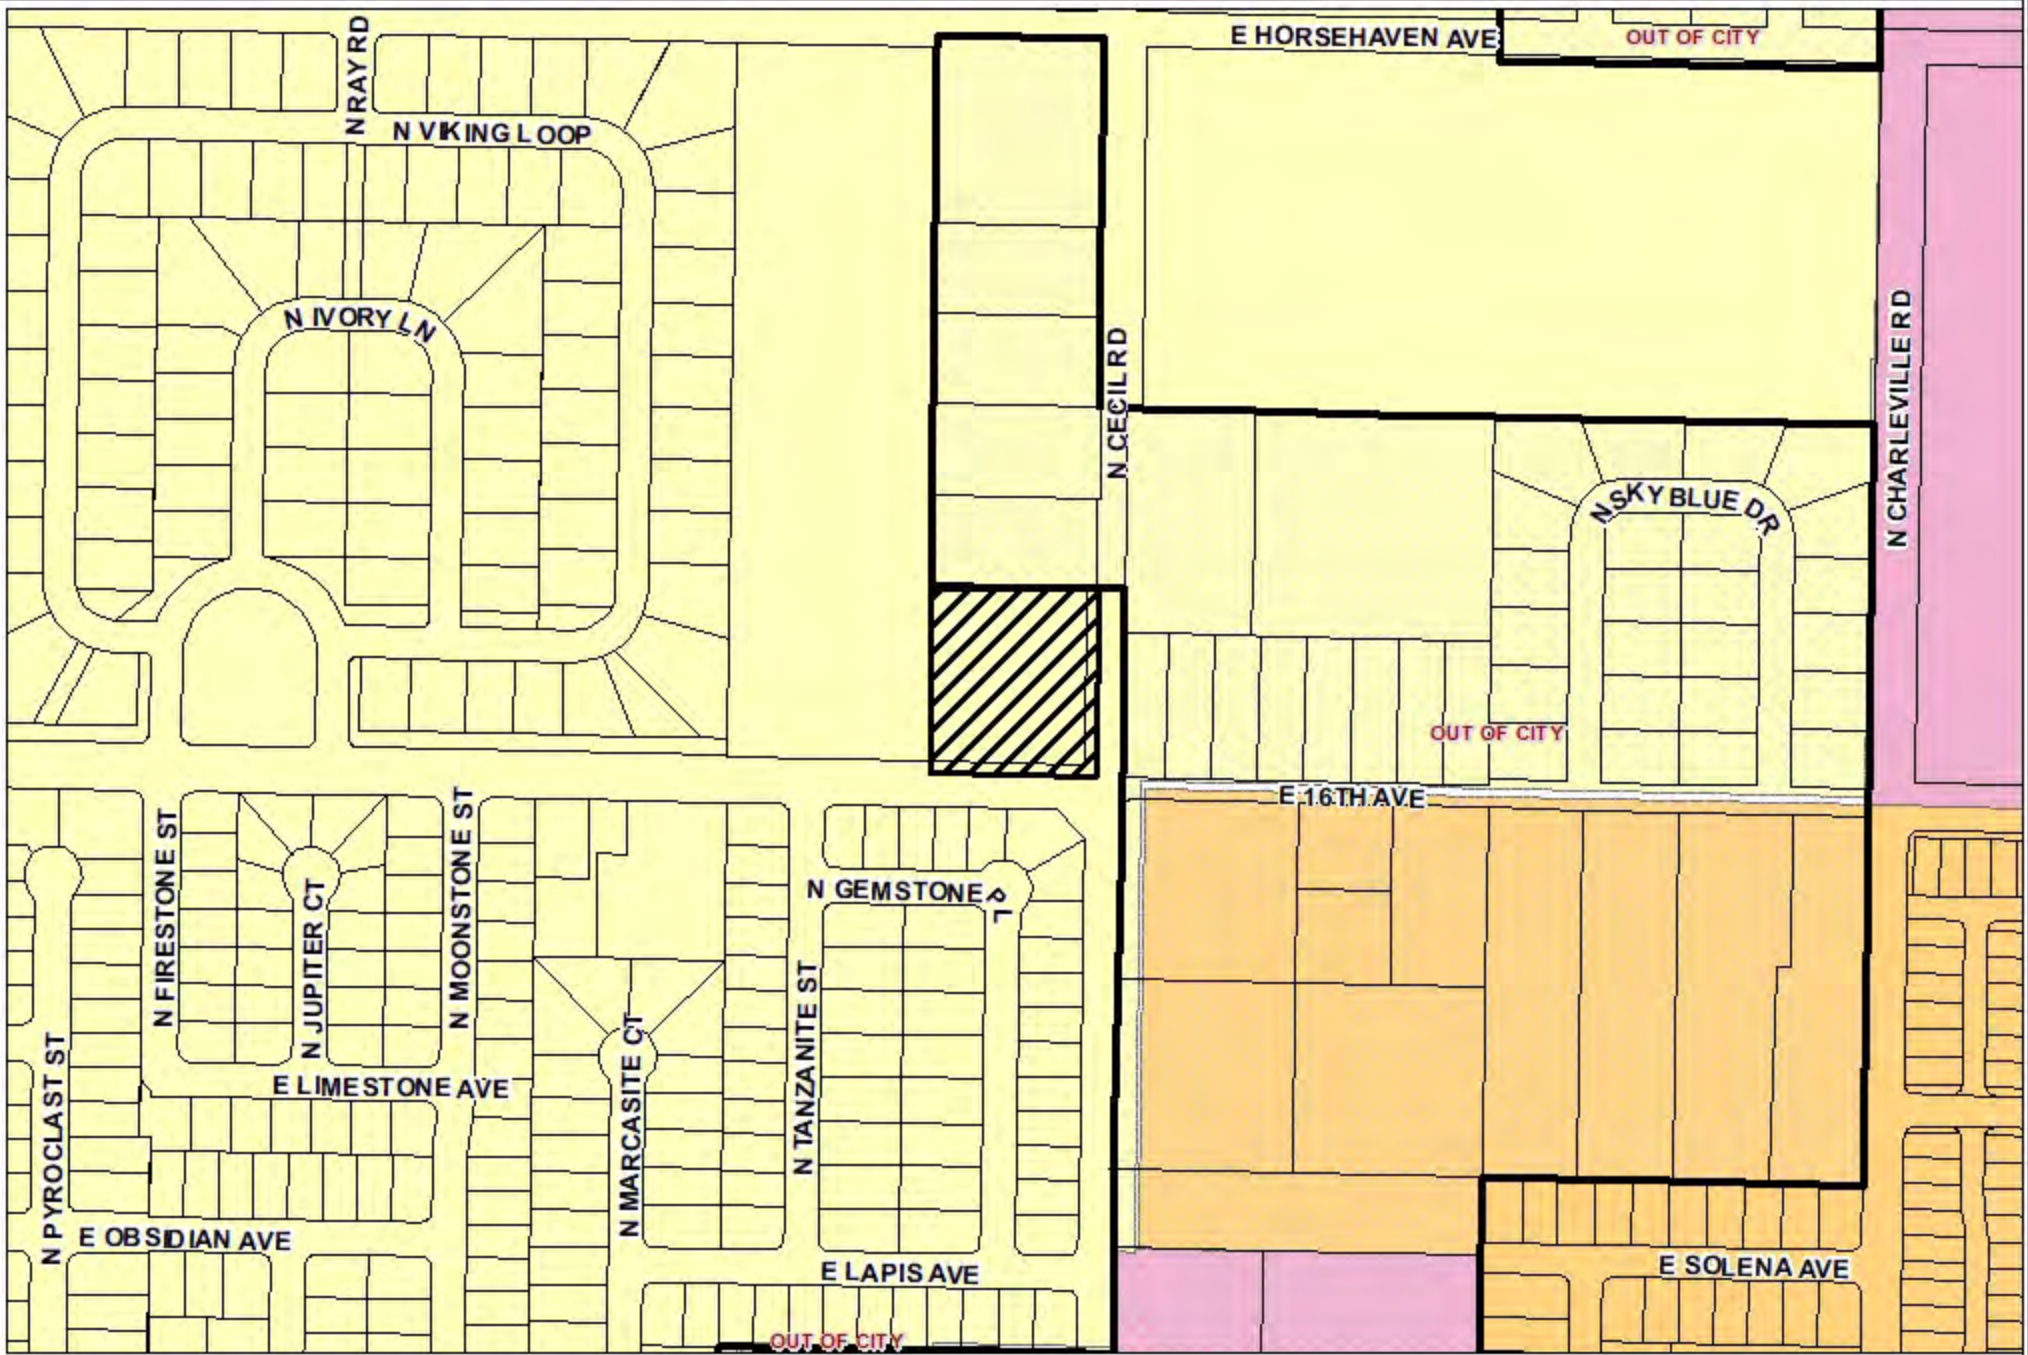 E HORSEHAVEN AVE
OUT OF CITY
N RAY RD
N VIKING LOOP
N IVORY LN
N CECIL RD
N CHARLEVILLE RD
N SKY BLUE DR
OUT OF CITY
E 16TH AVE
N FIRESTONE ST
N JUPITER CT
N MOONSTONE ST
N GEMSTONE PL
N TANZANITE ST
N MARCASITE CT
N PYROCLAST ST
E LIMESTONE AVE
E OBSIDIAN AVE
E LAPIS AVE
E SOLENA AVE
OUT OF CITY